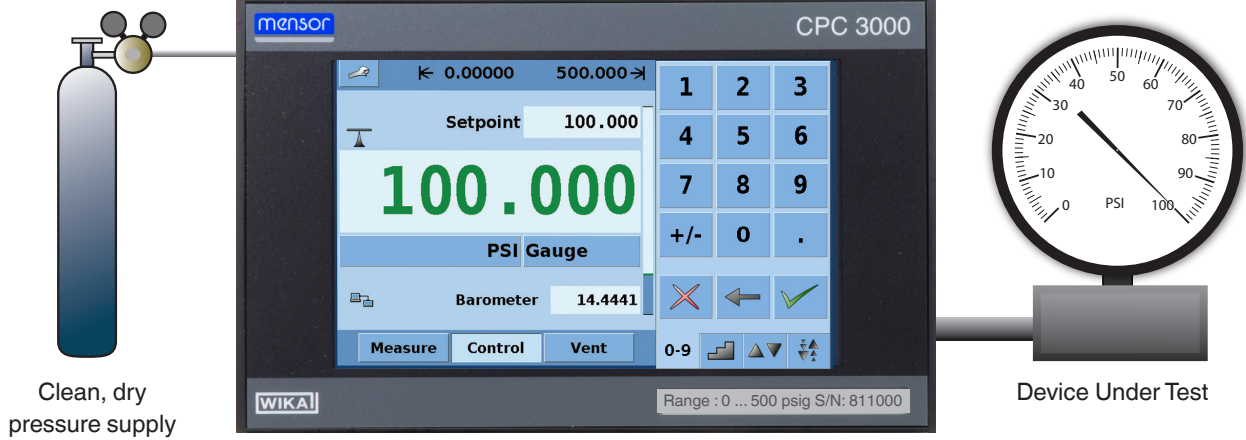 mensor
CPC 3000
0.00000 500.000
Setpoint 100.000
100.000
PSI Gauge
Barometer 14.4441
Measure Control Vent
1 2 3
4 5 6
7 8 9
+/- 0 .
0-9
WIKA
Range : 0 ... 500 psig S/N: 811000
Clean, dry
pressure supply
0
10
20
30
40
50
60
70
80
90
100
PSI
Device Under Test